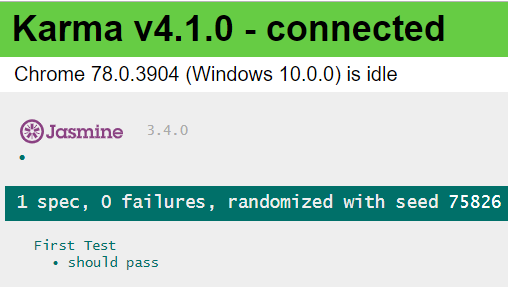 Karma v4.1.0 - connected
Chrome 78.0.3904 (Windows 10.0.0) is idle
Jasmine 3.4.0
•
1 spec, 0 failures, randomized with seed 75826
First Test
• should pass